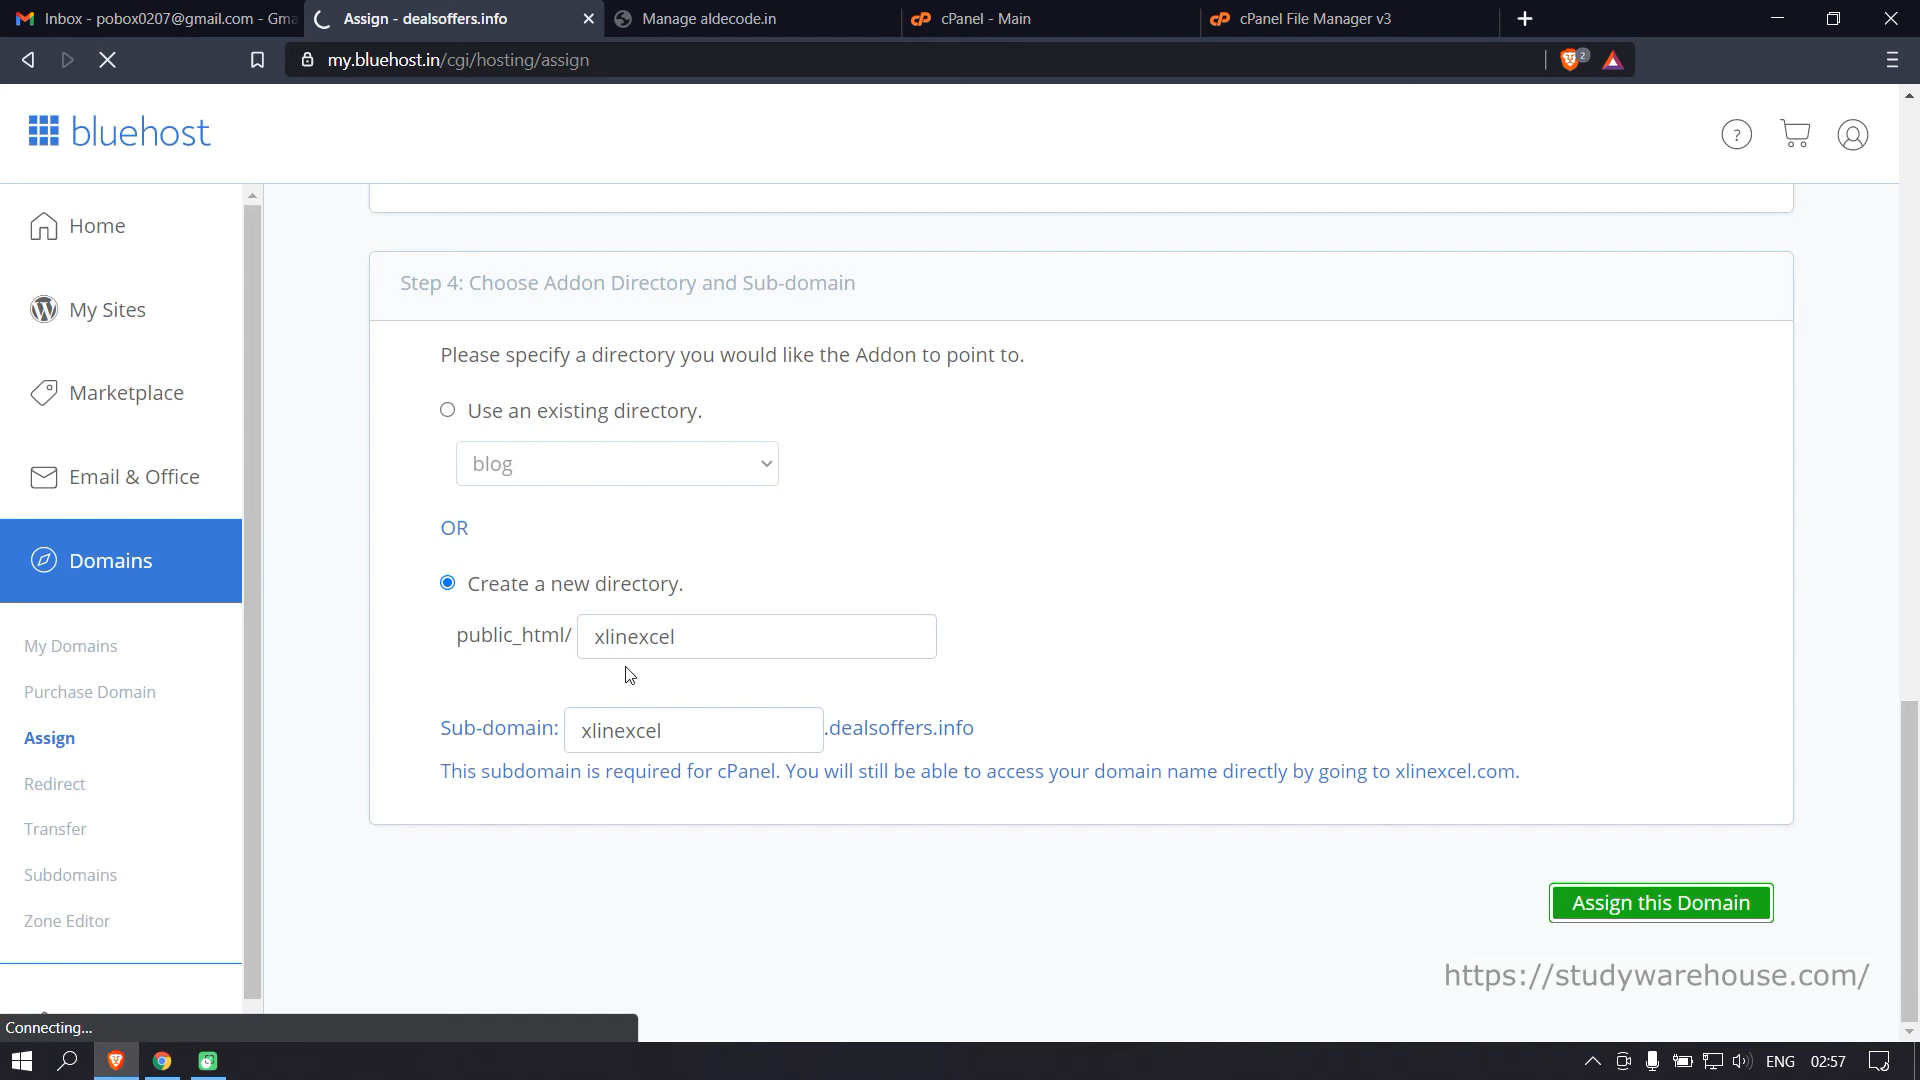 Inbox - pobox0207@gmail.com - Gma
Assign - dealsoffers.info
Manage aldecode.in
cPanel - Main
cPanel File Manager v3
my.bluehost.in/cgi/hosting/assign
2
bluehost
?
Home
My Sites
Marketplace
Email & Office
Domains
My Domains
Purchase Domain
Assign
Redirect
Transfer
Subdomains
Zone Editor
Step 4: Choose Addon Directory and Sub-domain
Please specify a directory you would like the Addon to point to.
Use an existing directory.
blog
OR
Create a new directory.
public_html/ xlinexcel
Sub-domain: xlinexcel .dealsoffers.info
This subdomain is required for cPanel. You will still be able to access your domain name directly by going to xlinexcel.com.
Assign this Domain
https://studywarehouse.com/
Connecting...
ENG 02:57